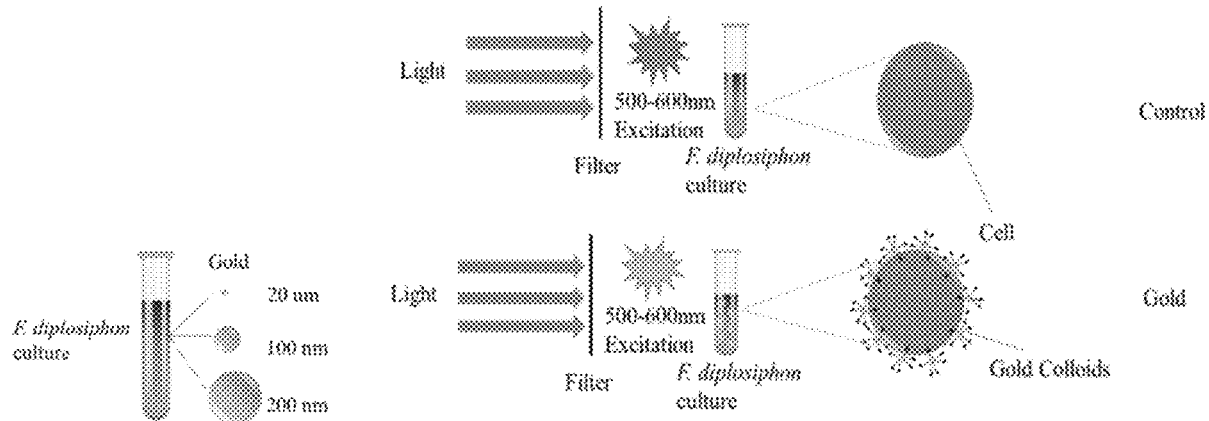 Light
500-600nm
Excitation
Filter
F. diplosiphon
culture
Control
Cell
Gold
20 nm
100 nm
200 nm
F. diplosiphon
culture
Light
500-600nm
Excitation
Filter
F. diplosiphon
culture
Gold
Gold Colloids